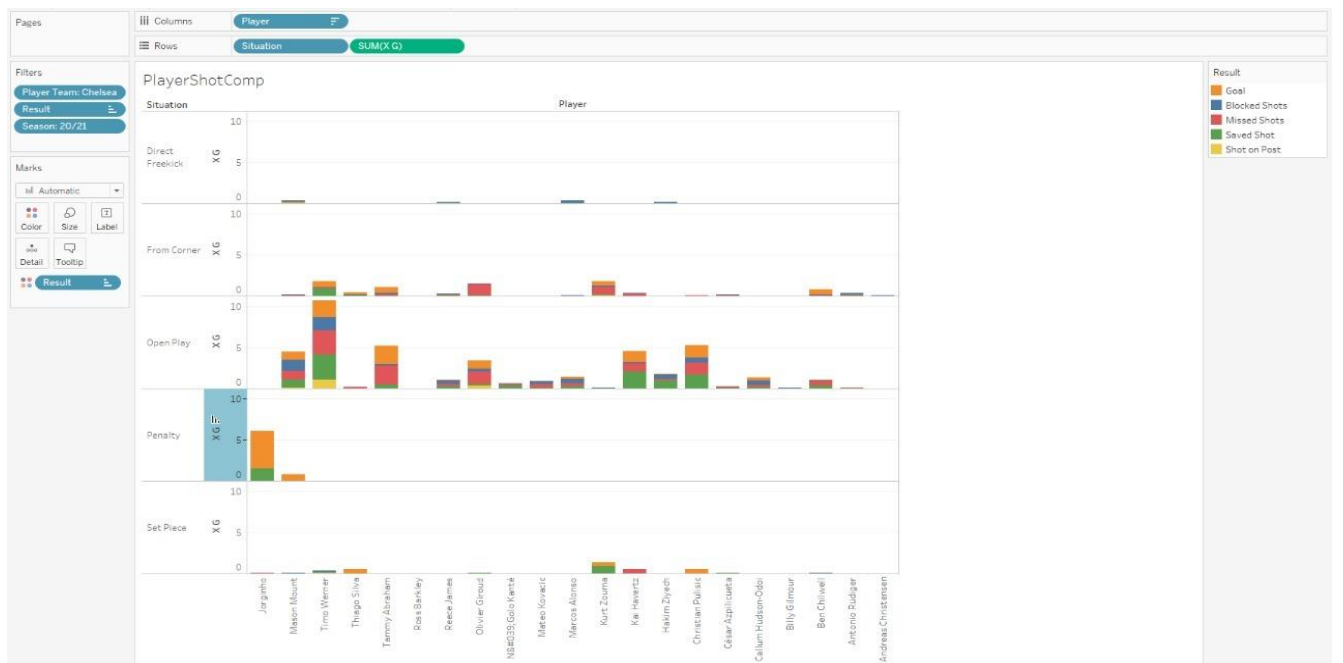 Pages
Columns
Player
Rows
Situation
SUM(X G)
Filters
Player Team: Chelsea
Result
Season: 20/21
Marks
Automatic
Color
Size
Label
Detail
Tooltip
Result
PlayerShotComp
Situation
Player
Direct
Freekick
X G
10
5
0
From Corner
X G
10
5
0
Open Play
X G
10
5
0
Penalty
X G
10
5
0
Set Piece
X G
10
5
0
Jorginho
Mason Mount
Timo Werner
Thiago Silva
Tammy Abraham
Ross Barkley
Reece James
Olivier Giroud
N&#039;Golo Kanté
Mateo Kovacic
Marcos Alonso
Kurt Zouma
Kai Havertz
Hakim Ziyech
Christian Pulisic
César Azpilicueta
Callum Hudson-Odoi
Billy Gilmour
Ben Chilwell
Antonio Rüdiger
Andreas Christensen
Result
Goal
Blocked Shots
Missed Shots
Saved Shot
Shot on Post